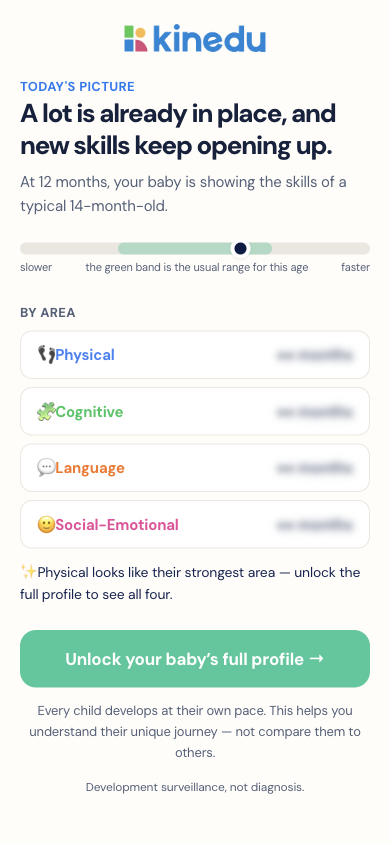 kinedu
TODAY'S PICTURE
A lot is already in place, and
new skills keep opening up.
At 12 months, your baby is showing the skills of a
typical 14-month-old.
slower the green band is the usual range for this age faster
BY AREA
Physical
Cognitive
Language
Social-Emotional
✨Physical looks like their strongest area — unlock the
full profile to see all four.
Unlock your baby’s full profile →
Every child develops at their own pace. This helps you
understand their unique journey — not compare them to
others.
Development surveillance, not diagnosis.